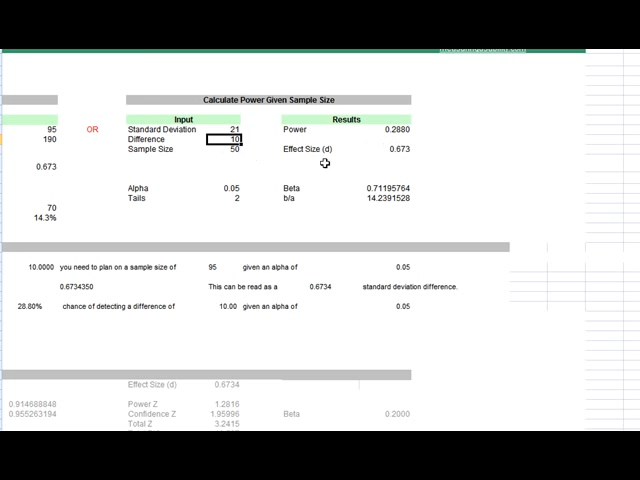 Calculate Power Given Sample Size
Input Results
95 OR Standard Deviation 21 Power 0.2880
190 Difference 10
Sample Size 50 Effect Size (d) 0.673
0.673
Alpha 0.05 Beta 0.71195764
Tails 2 b/a 14.2391528
70
14.3%
10.0000 you need to plan on a sample size of 95 given an alpha of 0.05
0.6734350 This can be read as a 0.6734 standard deviation difference.
28.80% chance of detecting a difference of 10.00 given an alpha of 0.05
Effect Size (d) 0.6734
0.914688848 Power Z 1.2816
0.955263194 Confidence Z 1.95996 Beta 0.2000
Total Z 3.2415